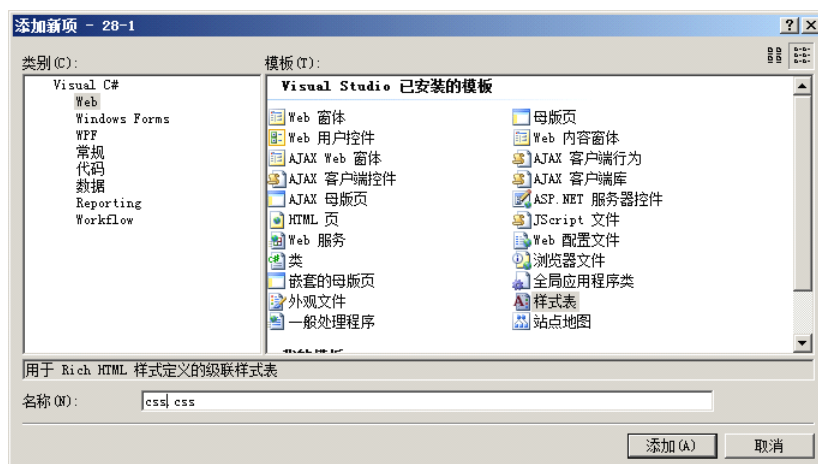 添加新项 - 28-1
类别(C):
模板(T):
Visual C#
Web
Windows Forms
WPF
常规
代码
数据
Reporting
Workflow
Visual Studio 已安装的模板
Web 窗体
母版页
Web 用户控件
Web 内容窗体
AJAX Web 窗体
AJAX 客户端行为
AJAX 客户端控件
AJAX 客户端库
AJAX 母版页
ASP.NET 服务器控件
HTML 页
JScript 文件
Web 服务
Web 配置文件
类
浏览器文件
嵌套的母版页
全局应用程序类
外观文件
样式表
一般处理程序
站点地图
用于 Rich HTML 样式定义的级联样式表
名称(N):
css.css
添加(A)
取消